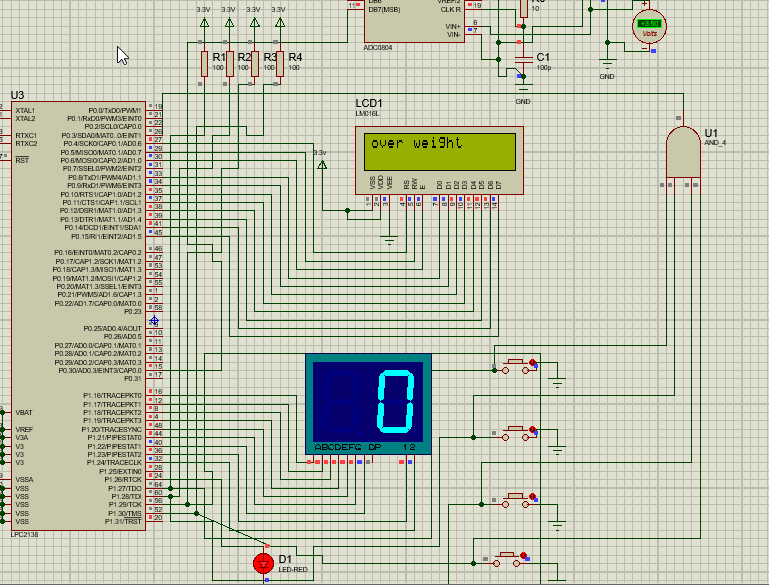 3.3V 3.3V 3.3V 3.3V
11 DB7(MSB)
CLK R 19
VIN+ 6
VIN- 7
ADC0804
10
+3.50
Volts
R1 R2 R3 R4
100 100 100 100
C1
100p
GND
GND
U3
XTAL1
XTAL2
RTXC1
RTXC2
RST
VBAT
VREF
V3A
V3
V3
V3
VSSA
VSS
VSS
VSS
VSS
VSS
P0.0/TxD0/PWM1 19
P0.1/RxD0/PWM3/EINT0 21
P0.2/SCL0/CAP0.0 22
P0.3/SDA0/MAT0.0/EINT1 26
P0.4/SCK0/CAP0.1/AD0.6 27
P0.5/MISO0/MAT0.1/AD0.7 29
P0.6/MOSI0/CAP0.2/AD1.0 30
P0.7/SSEL0/PWM2/EINT2 31
P0.8/TxD1/PWM4/AD1.1 33
P0.9/RxD1/PWM6/EINT3 34
P0.10/RTS1/CAP1.0/AD1.2 35
P0.11/CTS1/CAP1.1/SCL1 37
P0.12/DSR1/MAT1.0/AD1.3 38
P0.13/DTR1/MAT1.1/AD1.4 39
P0.14/DCD1/EINT1/SDA1 41
P0.15/RI1/EINT2/AD1.5 45
P0.16/EINT0/MAT0.2/CAP0.2 46
P0.17/CAP1.2/SCK1/MAT1.2 47
P0.18/CAP1.3/MISO1/MAT1.3 53
P0.19/MAT1.2/MOSI1/CAP1.2 54
P0.20/MAT1.3/SSEL1/EINT3 55
P0.21/PWM5/AD1.6/CAP1.3 1
P0.22/AD1.7/CAP0.0/MAT0.0 2
P0.23 58
P0.25/AD0.4/AOUT
P0.26/AD0.5 10
P0.27/AD0.0/CAP0.1/MAT0.1 11
P0.28/AD0.1/CAP0.2/MAT0.2 13
P0.29/AD0.2/CAP0.3/MAT0.3 14
P0.30/AD0.3/EINT3/CAP0.0 15
P0.31 17
P1.16/TRACEPKT0 16
P1.17/TRACEPKT1 12
P1.18/TRACEPKT2 8
P1.19/TRACEPKT3 4
P1.20/TRACESYNC 48
P1.21/PIPESTAT0 44
P1.22/PIPESTAT1 40
P1.23/PIPESTAT2 36
P1.24/TRACECLK 32
P1.25/EXTIN0 28
P1.26/RTCK 24
P1.27/TDO 64
P1.28/TDI 60
P1.29/TCK 56
P1.30/TMS 52
P1.31/TRST 20
LPC2138
LCD1
LM016L
over weight
3.3v
VSS VDD VEE RS RW E D0 D1 D2 D3 D4 D5 D6 D7
1 2 3 4 5 6 7 8 9 10 11 12 13 14
U1
AND_4
0
ABCDEFG DP 12
D1
LED-RED